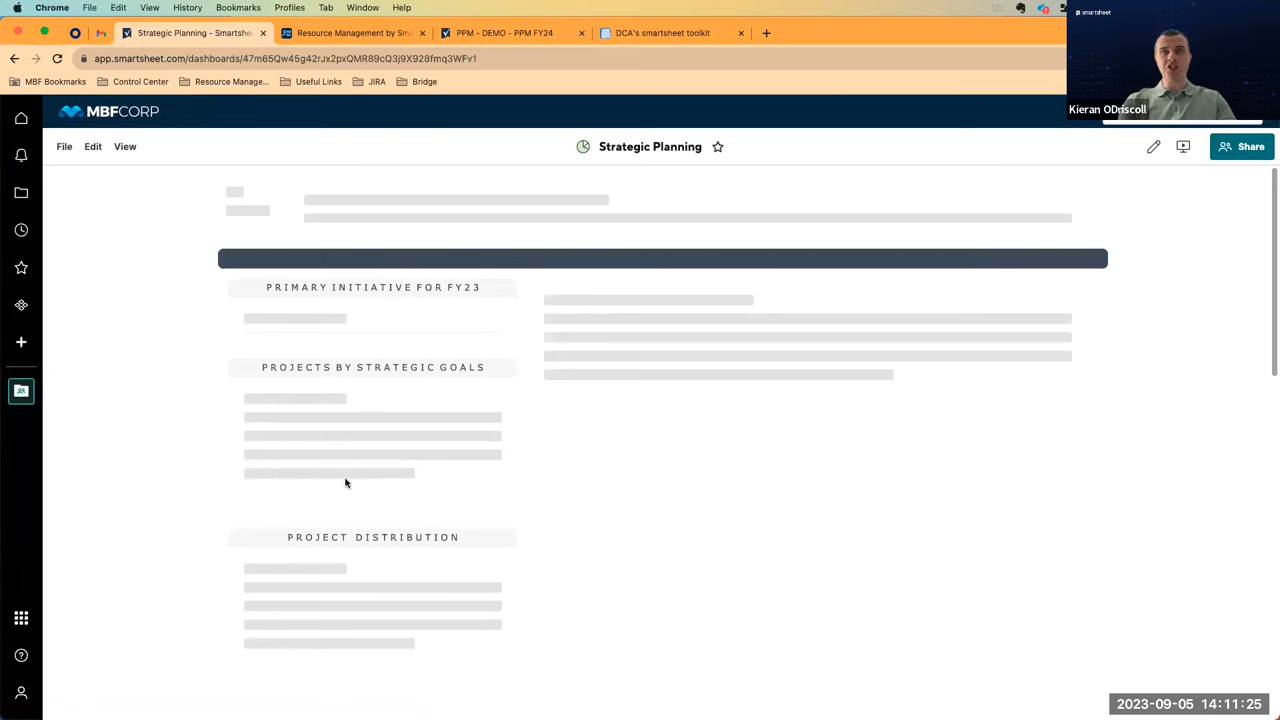 Chrome File Edit View History Bookmarks Profiles Tab Window Help
Strategic Planning - Smartshe
Resource Management by Sma
PPM - DEMO - PPM FY24
DCA's smartsheet toolkit
app.smartsheet.com/dashboards/47m65Qw45g42rJx2pxQMR89cQ3j9X928fmq3WFv1
MBF Bookmarks Control Center Resource Manage... Useful Links JIRA Bridge
smartsheet
Kieran ODriscoll
MBFCORP
File Edit View
Strategic Planning
Share
PRIMARY INITIATIVE FOR FY23
PROJECTS BY STRATEGIC GOALS
PROJECT DISTRIBUTION
2023-09-05 14:11:25